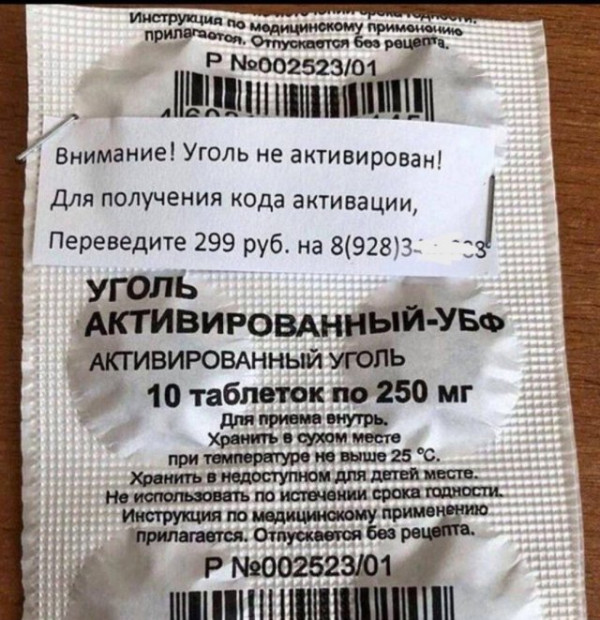 Инструкция по медицинскому применению
прилагается. Отпускается без рецепта.
Р №002523/01
Внимание! Уголь не активирован!
Для получения кода активации,
Переведите 299 руб. на 8(928)3
УГОЛЬ
АКТИВИРОВАННЫЙ-УБФ
АКТИВИРОВАННЫЙ УГОЛЬ
10 таблеток по 250 мг
Для приема внутрь.
Хранить в сухом месте
при температуре не выше 25 °C.
Хранить в недоступном для детей месте.
Не использовать по истечении срока годности.
Инструкция по медицинскому применению
прилагается. Отпускается без рецепта.
Р №002523/01